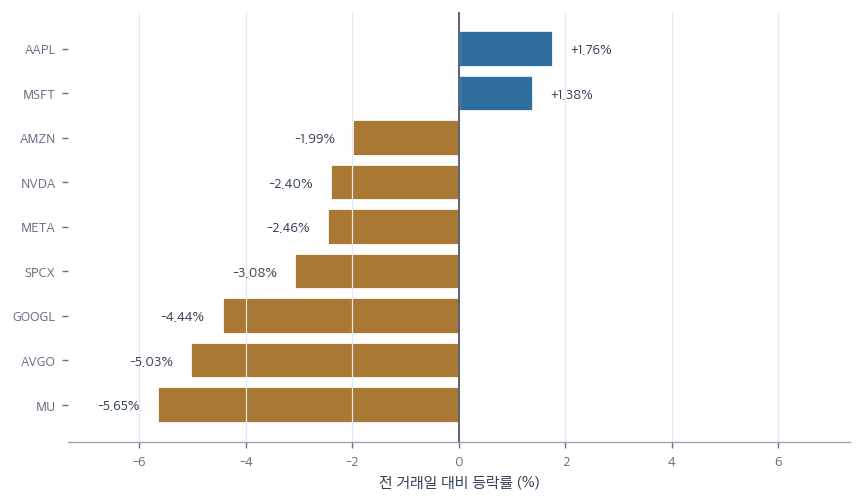 AAPL +1.76%
MSFT +1.38%
AMZN −1.99%
NVDA −2.40%
META −2.46%
SPCX −3.08%
GOOGL −4.44%
AVGO −5.03%
MU −5.65%
−6 −4 −2 0 2 4 6
전 거래일 대비 등락률 (%)